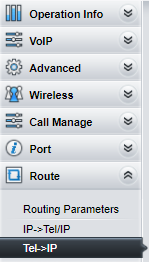 Operation Info
VoIP
Advanced
Wireless
Call Manage
Port
Route
Routing Parameters
IP->Tel/IP
Tel->IP